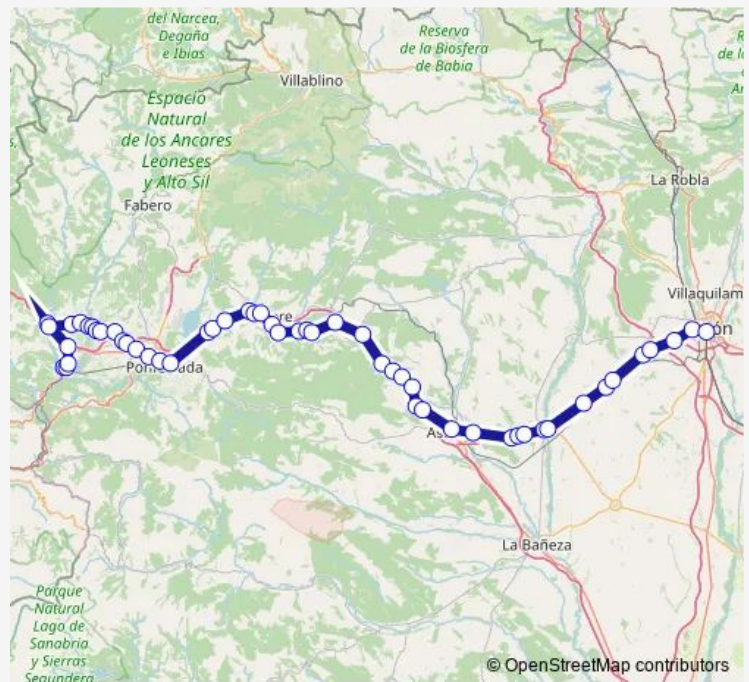 del Narcea,
Degaña
e Ibias
Reserva
de la Biosfera
de Babia
Villablino
Espacio
Natural
de los Ancares
Leoneses
y Alto Sil
La Robla
Fabero
Villaquilam
La Bañeza
Parque
Natural
Lago de
Sanabria
y Sierras
Segundera
© OpenStreetMap contributors